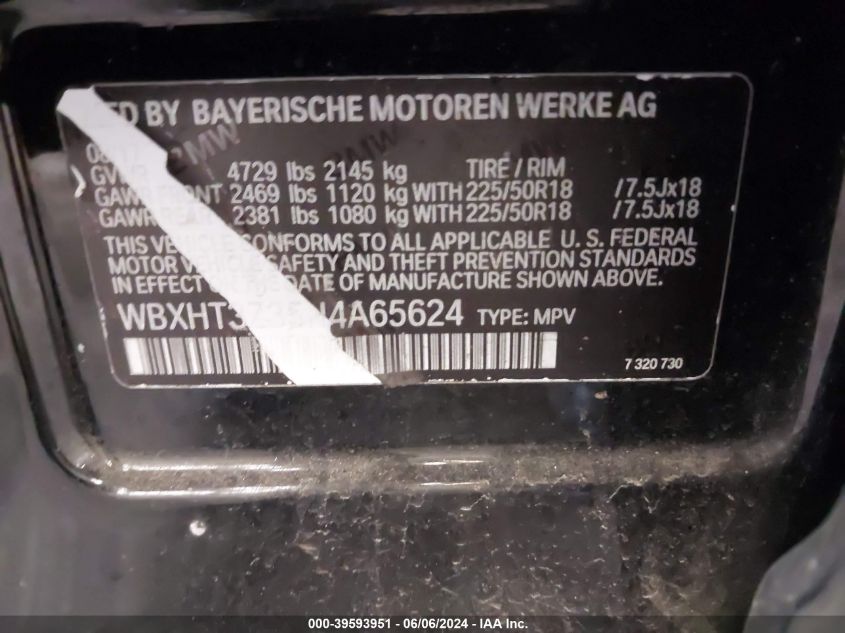 BY BAYERISCHE MOTOREN WERKE AG
4729 lbs 2145 kg TIRE / RIM
GAWR FRONT 2469 lbs 1120 kg WITH 225/50R18 /7.5Jx18
GAWR 2381 lbs 1080 kg WITH 225/50R18 /7.5Jx18
THIS VEHICLE CONFORMS TO ALL APPLICABLE U. S. FEDERAL
MOTOR VEHICLE SAFETY AND THEFT PREVENTION STANDARDS
IN EFFECT ON THE DATE OF MANUFACTURE SHOWN ABOVE.
TYPE: MPV
7 320 730
000-39593951 - 06/06/2024 - IAA Inc.